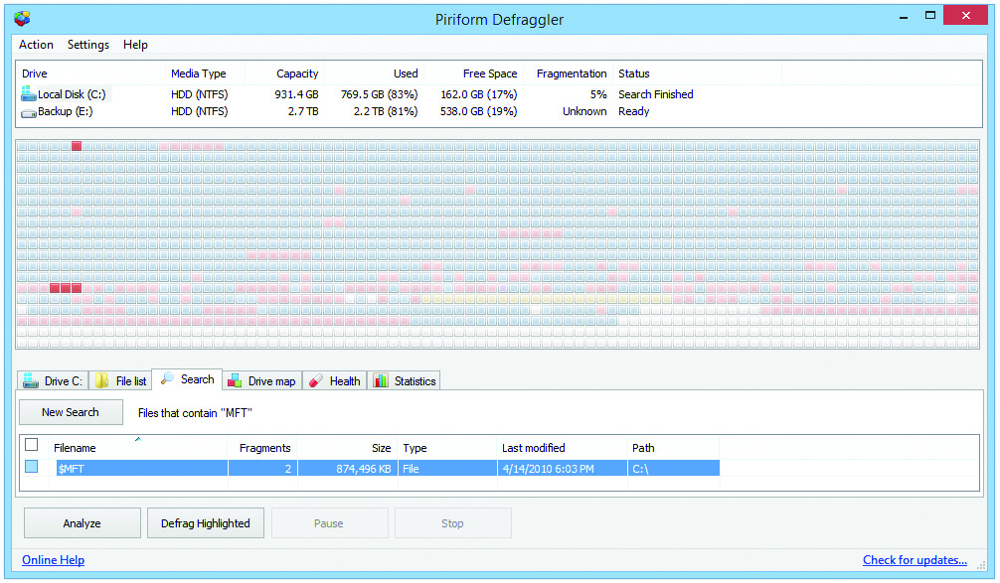 Piriform Defraggler
Action Settings Help
Drive Media Type Capacity Used Free Space Fragmentation Status
Local Disk (C:) HDD (NTFS) 931.4 GB 769.5 GB (83%) 162.0 GB (17%) 5% Search Finished
Backup (E:) HDD (NTFS) 2.7 TB 2.2 TB (81%) 538.0 GB (19%) Unknown Ready
Drive C: File list Search Drive map Health Statistics
New Search Files that contain "MFT"
Filename Fragments Size Type Last modified Path
$MFT 2 874,496 KB File 4/14/2010 6:03 PM C:\
Analyze Defrag Highlighted Pause Stop
Online Help Check for updates...